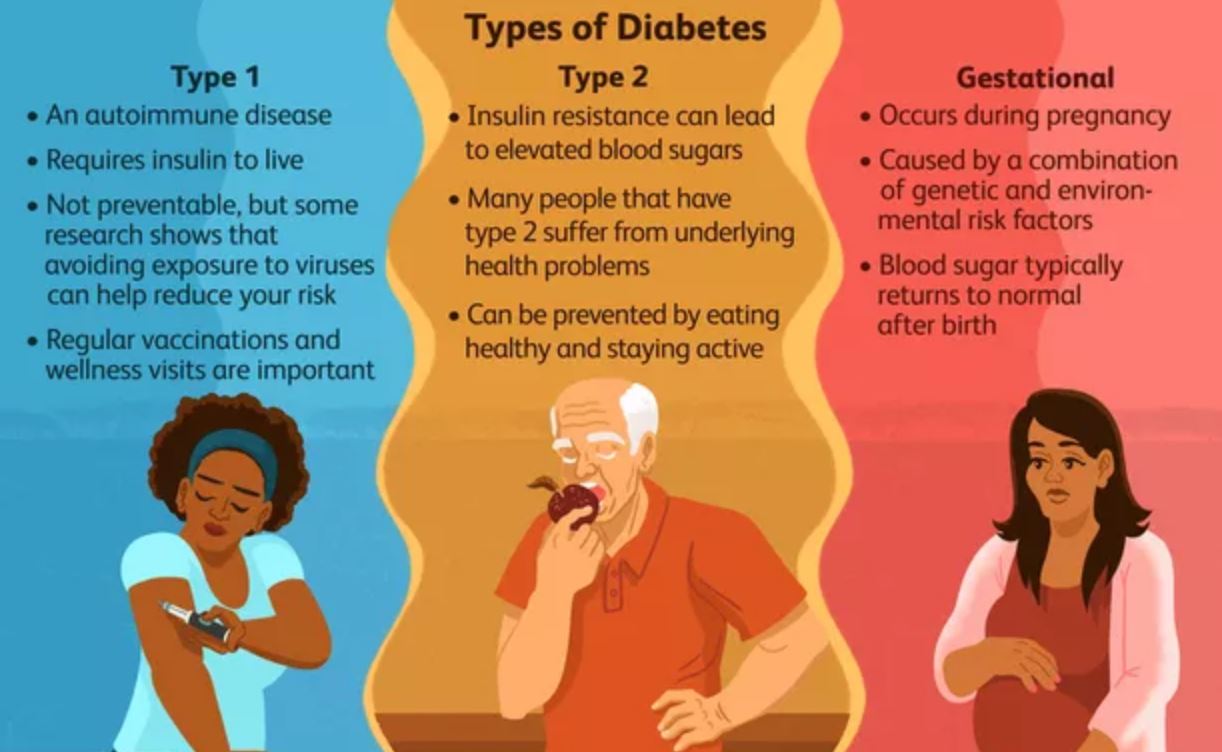 Types of Diabetes
Type 1
• An autoimmune disease
• Requires insulin to live
• Not preventable, but some
research shows that
avoiding exposure to viruses
can help reduce your risk
• Regular vaccinations and
wellness visits are important
Type 2
• Insulin resistance can lead
to elevated blood sugars
• Many people that have
type 2 suffer from underlying
health problems
• Can be prevented by eating
healthy and staying active
Gestational
• Occurs during pregnancy
• Caused by a combination
of genetic and environ-
mental risk factors
• Blood sugar typically
returns to normal
after birth